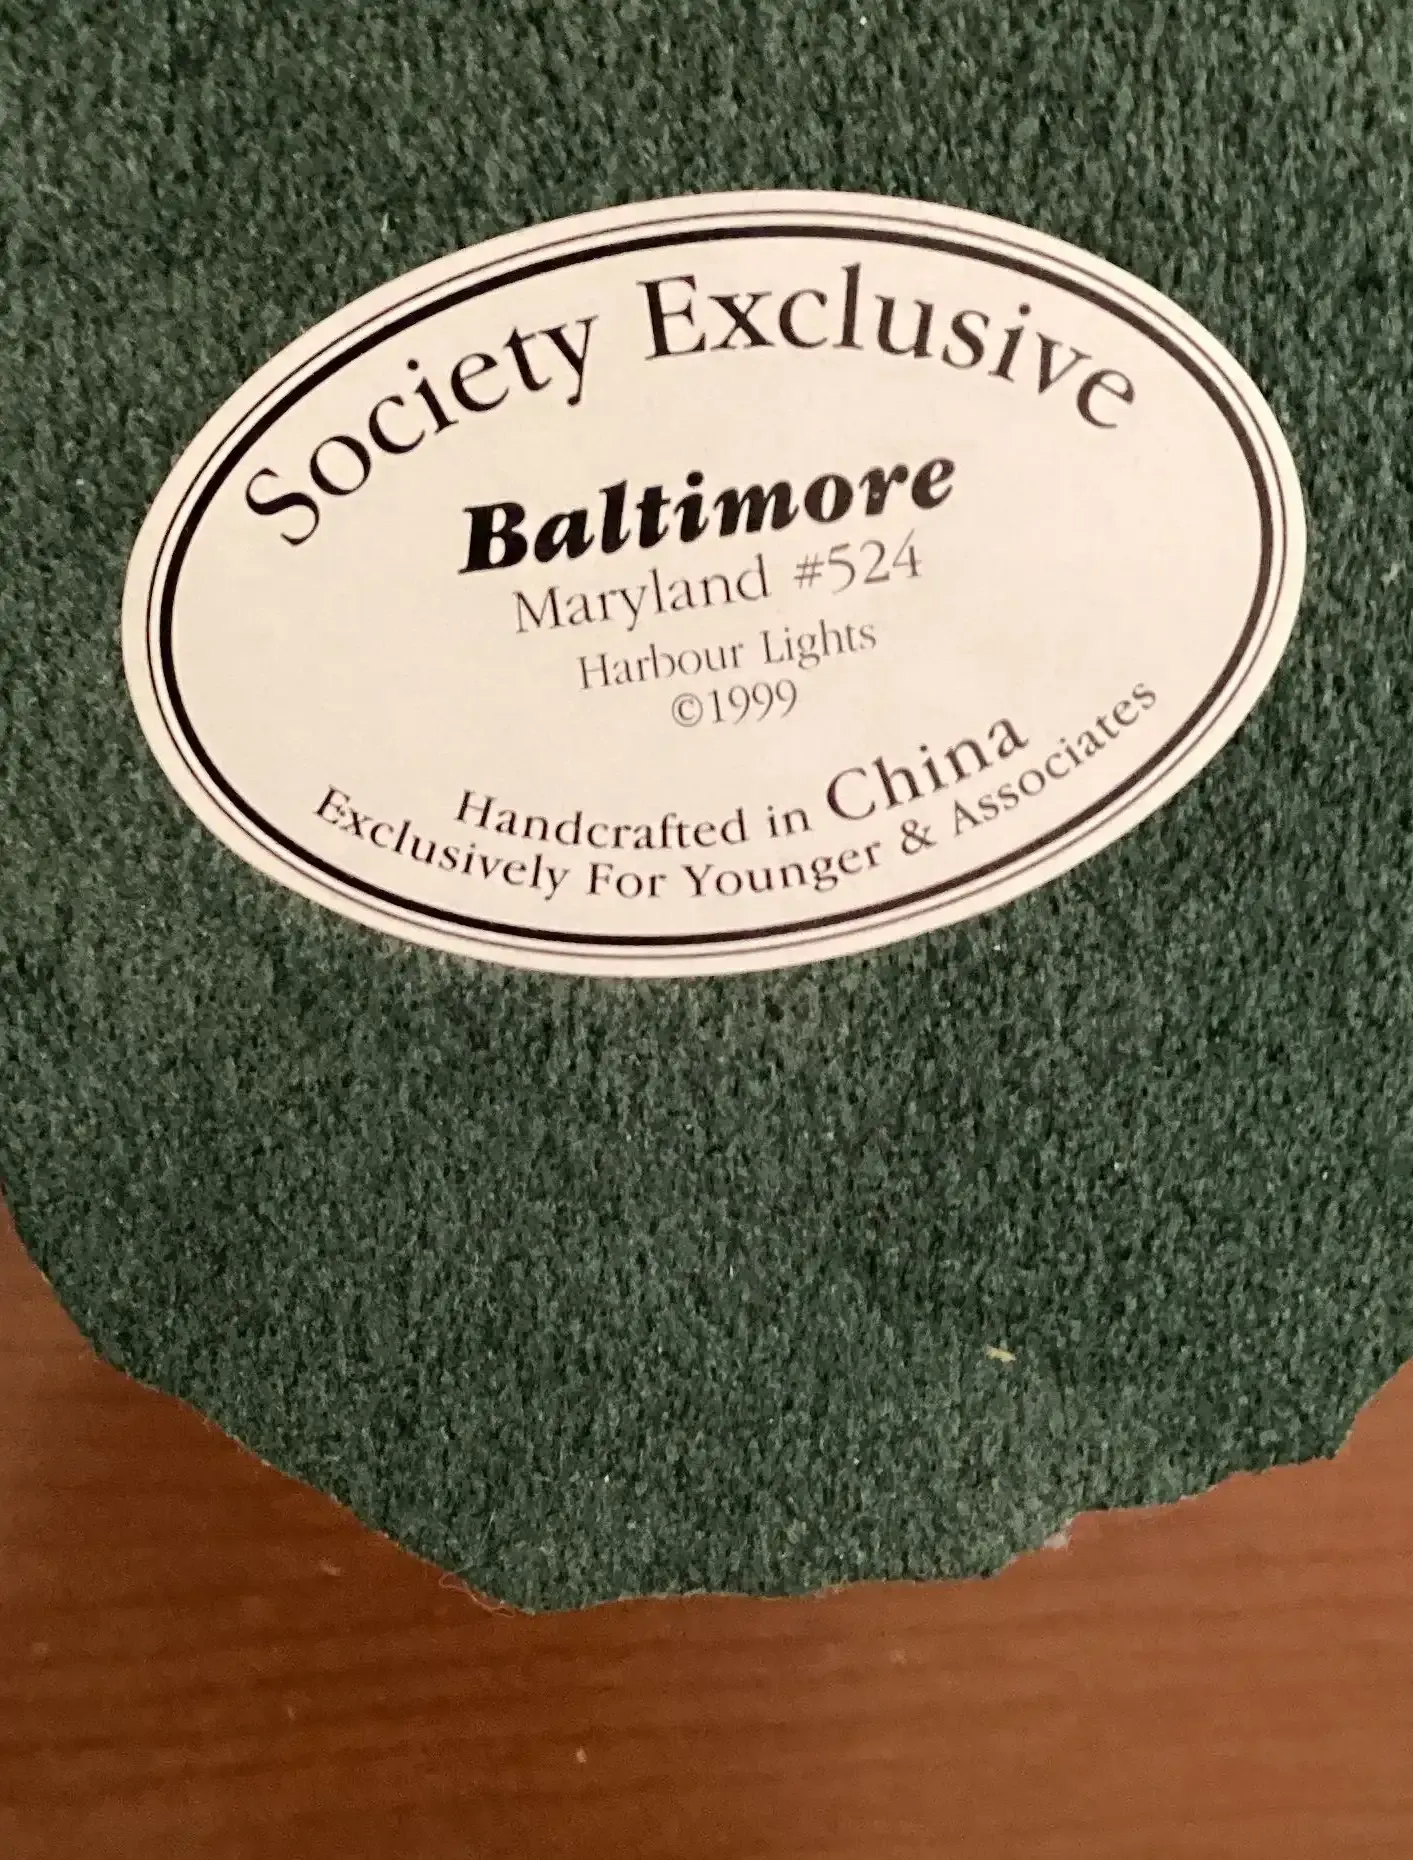 Society Exclusive
Baltimore
Maryland #524
Harbour Lights
©1999
Handcrafted in China
Exclusively For Younger & Associates